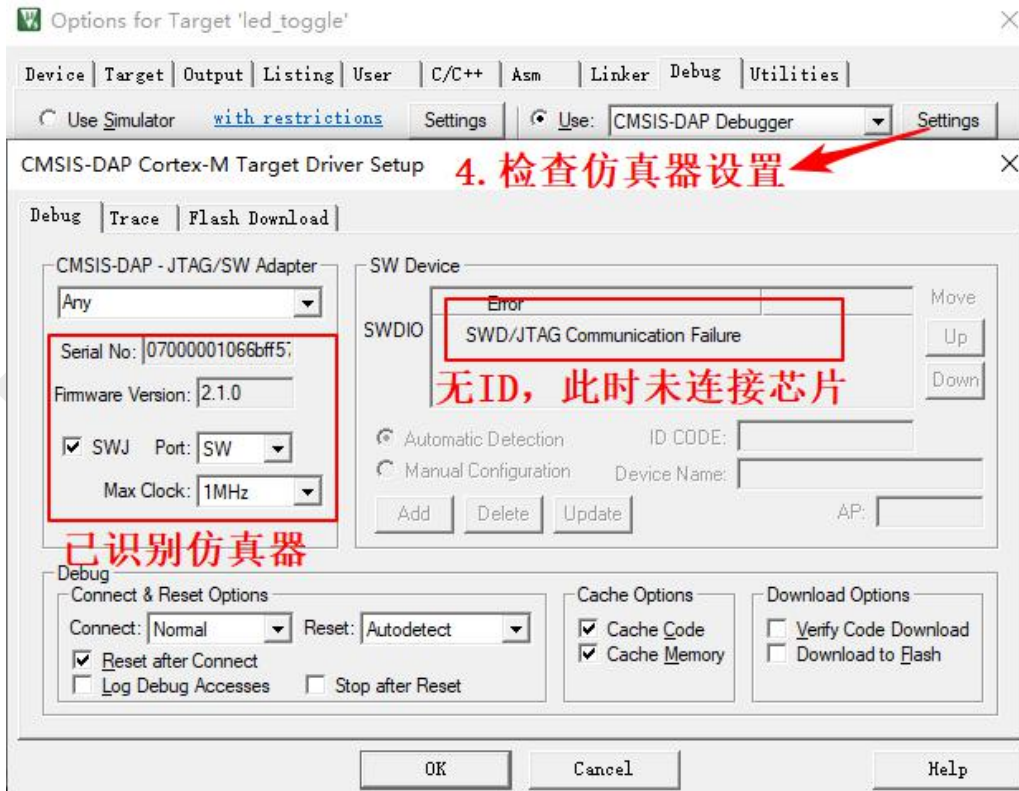 Options for Target 'led_toggle'
Device Target Output Listing User C/C++ Asm Linker Debug Utilities
Use Simulator with restrictions Settings Use: CMSIS-DAP Debugger Settings
CMSIS-DAP Cortex-M Target Driver Setup
4. 检查仿真器设置
Debug Trace Flash Download
CMSIS-DAP - JTAG/SW Adapter
Any
Serial No: 07000001066bff5
Firmware Version: 2.1.0
SWJ Port: SW
Max Clock: 1MHz
已识别仿真器
SW Device
Error
SWDIO
SWD/JTAG Communication Failure
无ID，此时未连接芯片
Move
Up
Down
Automatic Detection ID CODE:
Manual Configuration Device Name:
Add Delete Update AP:
Debug
Connect & Reset Options
Connect: Normal Reset: Autodetect
Reset after Connect
Log Debug Accesses Stop after Reset
Cache Options
Cache Code
Cache Memory
Download Options
Verify Code Download
Download to Flash
OK Cancel Help